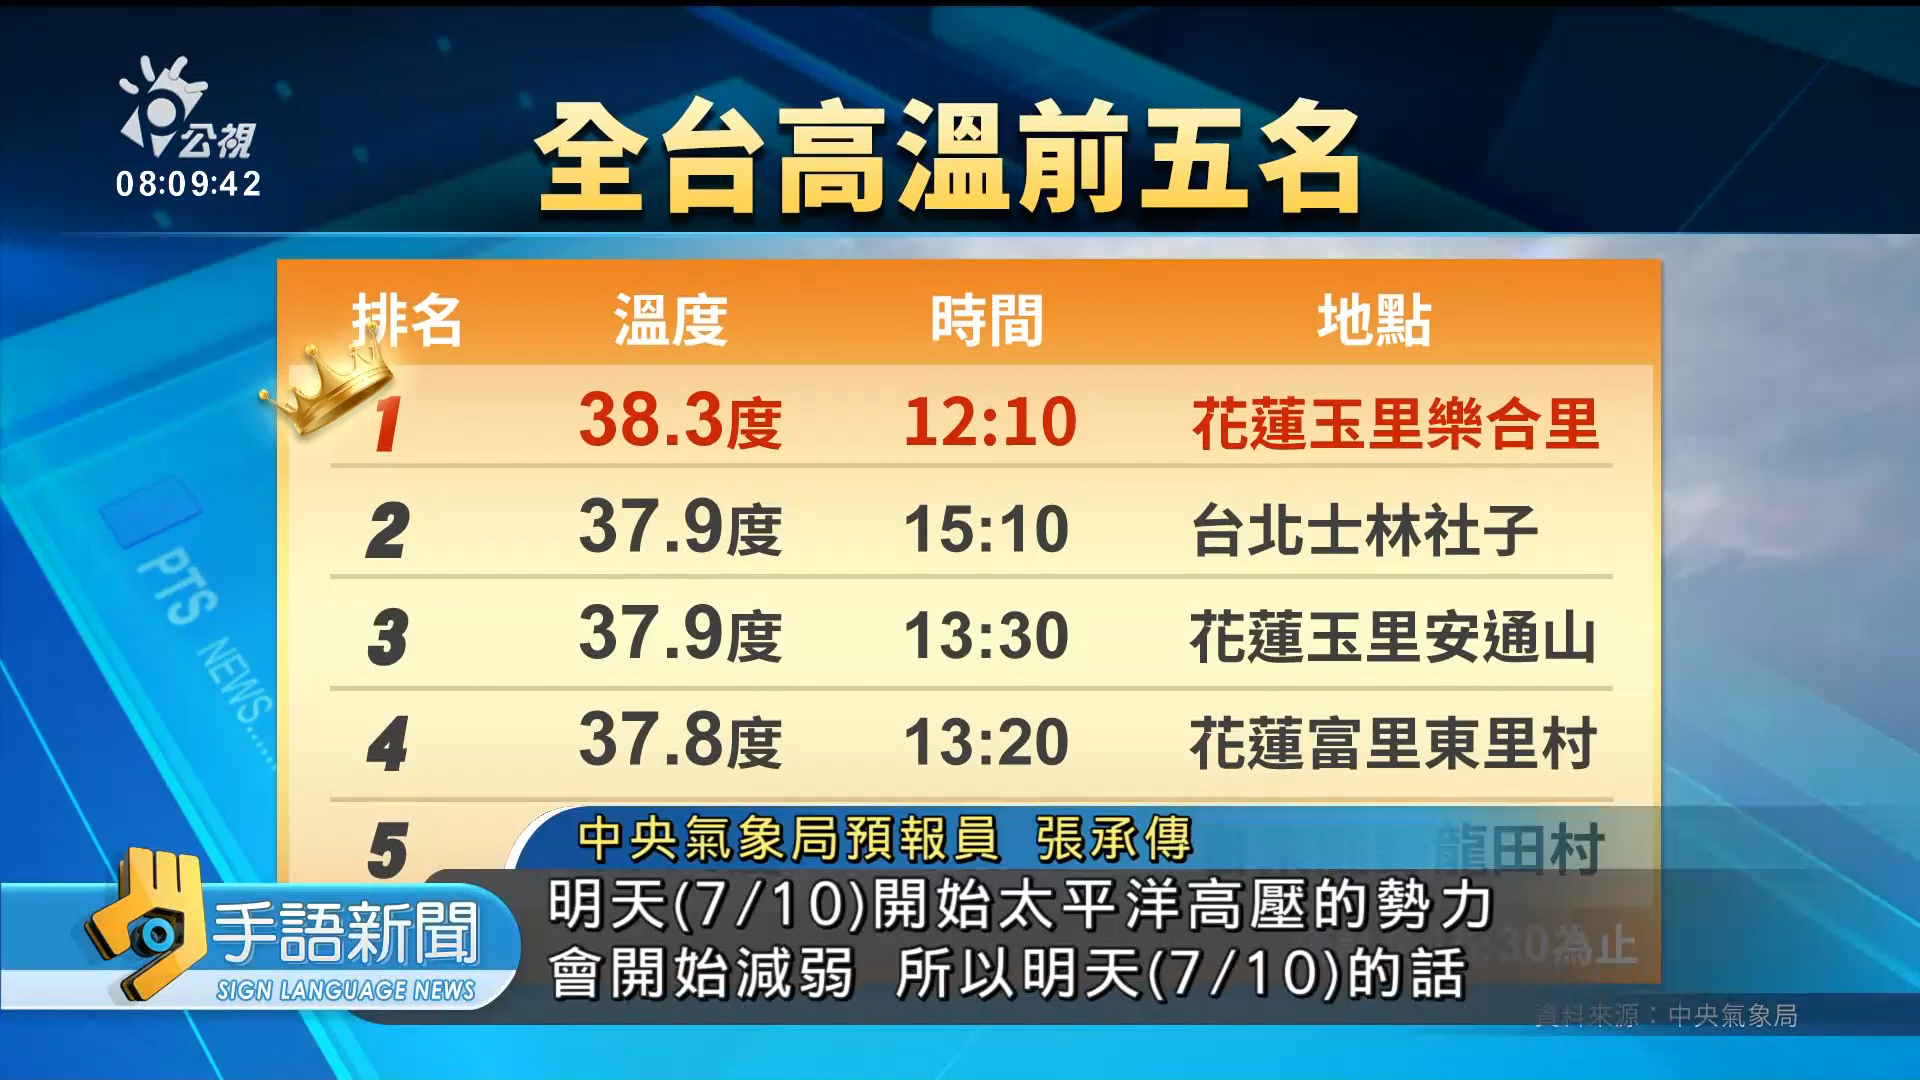 公視
08:09:42
全台高溫前五名
排名 溫度 時間 地點
1 38.3度 12:10 花蓮玉里樂合里
2 37.9度 15:10 台北士林社子
3 37.9度 13:30 花蓮玉里安通山
4 37.8度 13:20 花蓮富里東里村
5 龍田村
:30為止
中央氣象局預報員 張承傳
明天(7/10)開始太平洋高壓的勢力
會開始減弱 所以明天(7/10)的話
手語新聞
SIGN LANGUAGE NEWS
資料來源：中央氣象局
PTS NEWS......